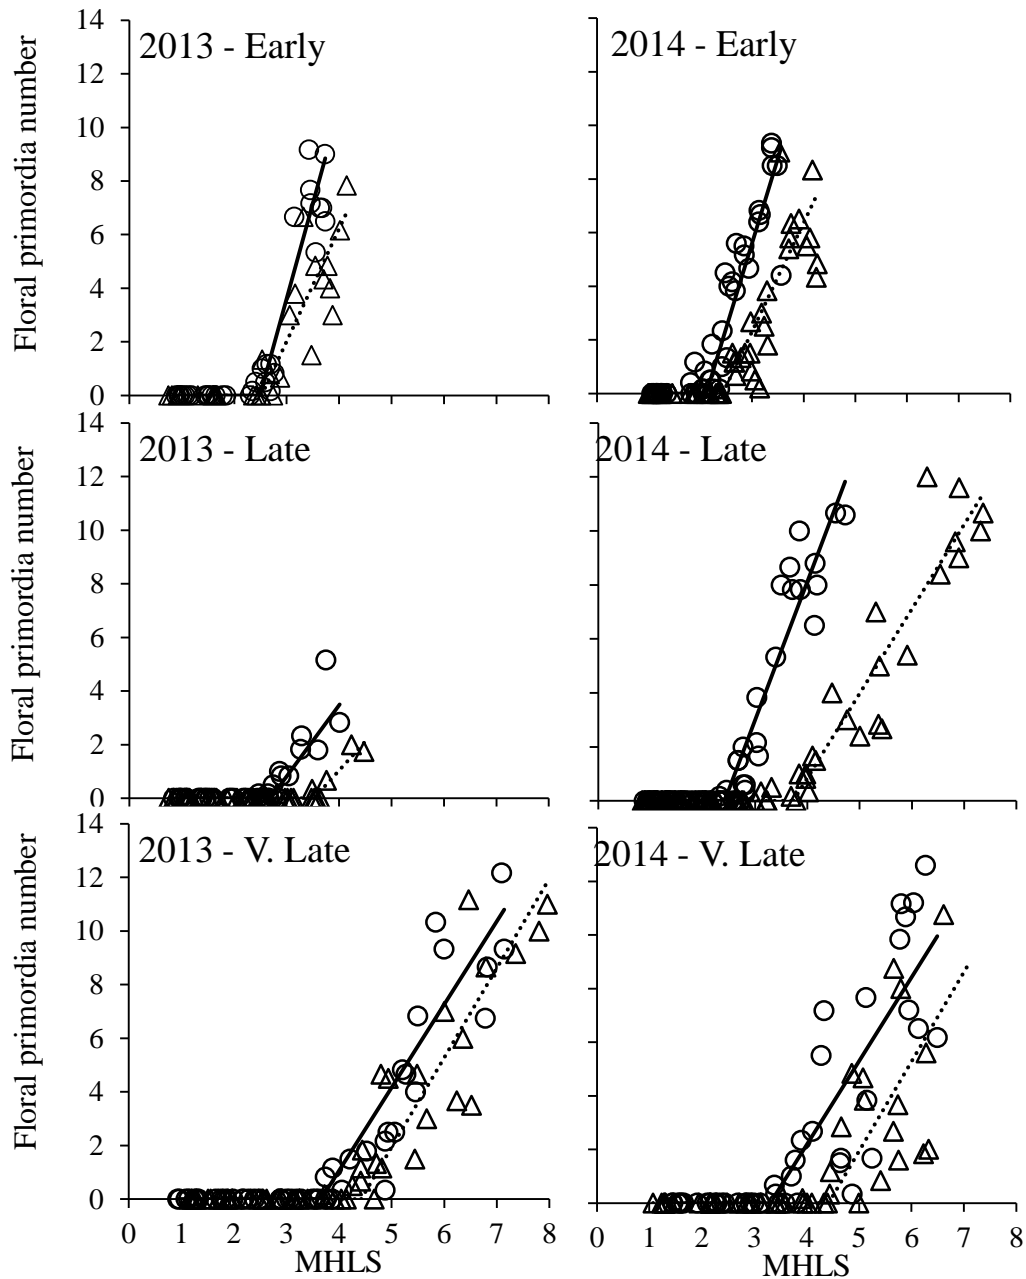 2013 - Early
Floral primordia number
14
12
10
8
6
4
2
0
2014 - Early
2013 - Late
Floral primordia number
14
12
10
8
6
4
2
0
2014 - Late
2013 - V. Late
Floral primordia number
14
12
10
8
6
4
2
0
0 1 2 3 4 5 6 7 8
MHLS
2014 - V. Late
0 1 2 3 4 5 6 7 8
MHLS